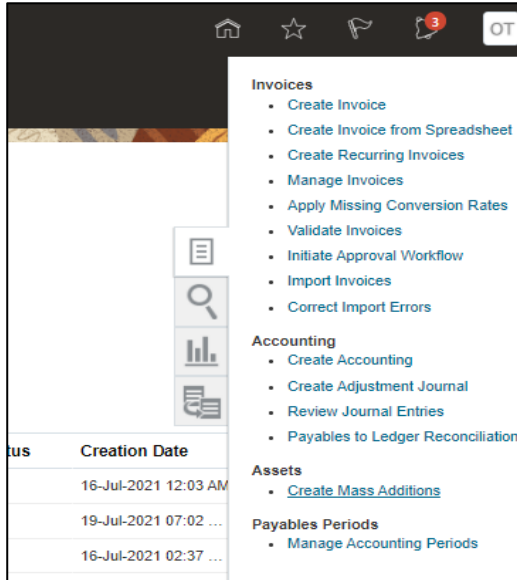 3
OT
Invoices
Create Invoice
Create Invoice from Spreadsheet
Create Recurring Invoices
Manage Invoices
Apply Missing Conversion Rates
Validate Invoices
Initiate Approval Workflow
Import Invoices
Correct Import Errors
Accounting
Create Accounting
Create Adjustment Journal
Review Journal Entries
Payables to Ledger Reconciliation
Assets
Create Mass Additions
Payables Periods
Manage Accounting Periods
tus Creation Date
16-Jul-2021 12:03 AM
19-Jul-2021 07:02 ...
16-Jul-2021 02:37 ...